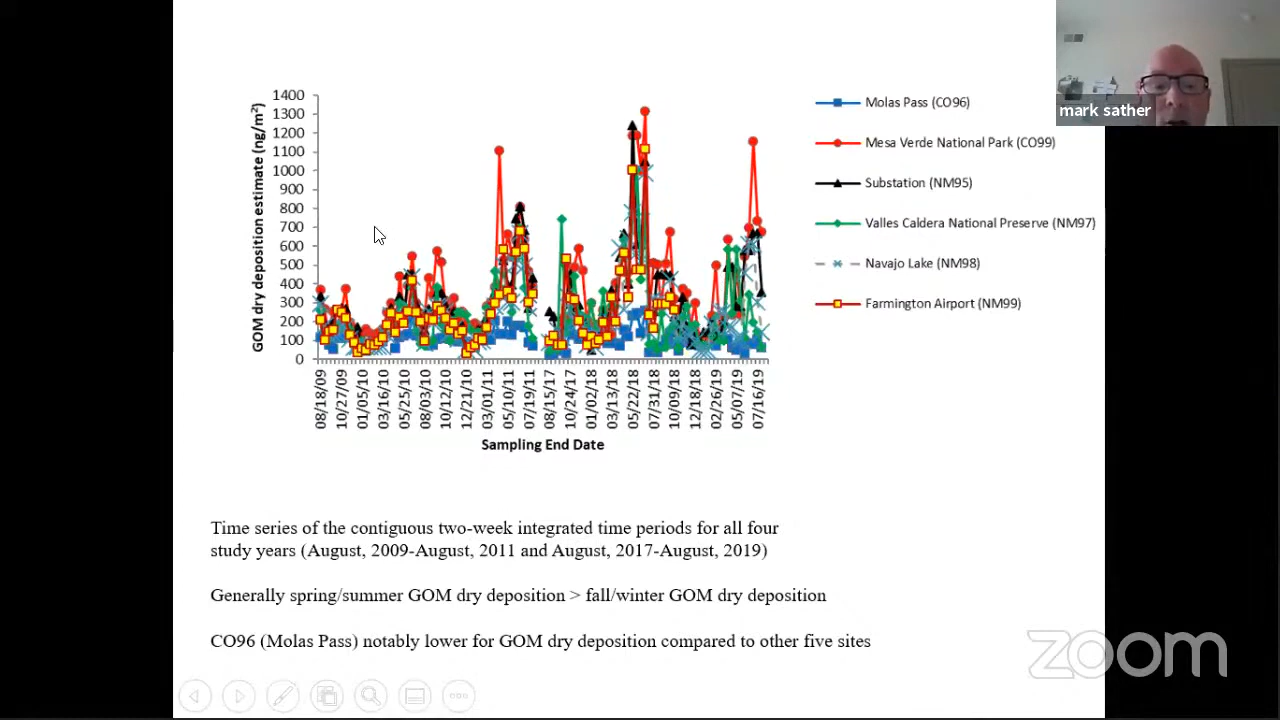 mark sather
1400
1300
1200
1100
1000
900
800
700
600
500
400
300
200
100
0
GOM dry deposition estimate (ng/m²)
08/18/09
10/27/09
01/05/10
03/16/10
05/25/10
08/03/10
10/12/10
12/21/10
03/01/11
05/10/11
07/19/11
08/15/17
10/24/17
01/02/18
03/13/18
05/22/18
07/31/18
10/09/18
12/18/18
02/26/19
05/07/19
07/16/19
Sampling End Date
Molas Pass (CO96)
Mesa Verde National Park (CO99)
Substation (NM95)
Valles Caldera National Preserve (NM97)
Navajo Lake (NM98)
Farmington Airport (NM99)
Time series of the contiguous two-week integrated time periods for all four
study years (August, 2009-August, 2011 and August, 2017-August, 2019)
Generally spring/summer GOM dry deposition > fall/winter GOM dry deposition
CO96 (Molas Pass) notably lower for GOM dry deposition compared to other five sites
zoom